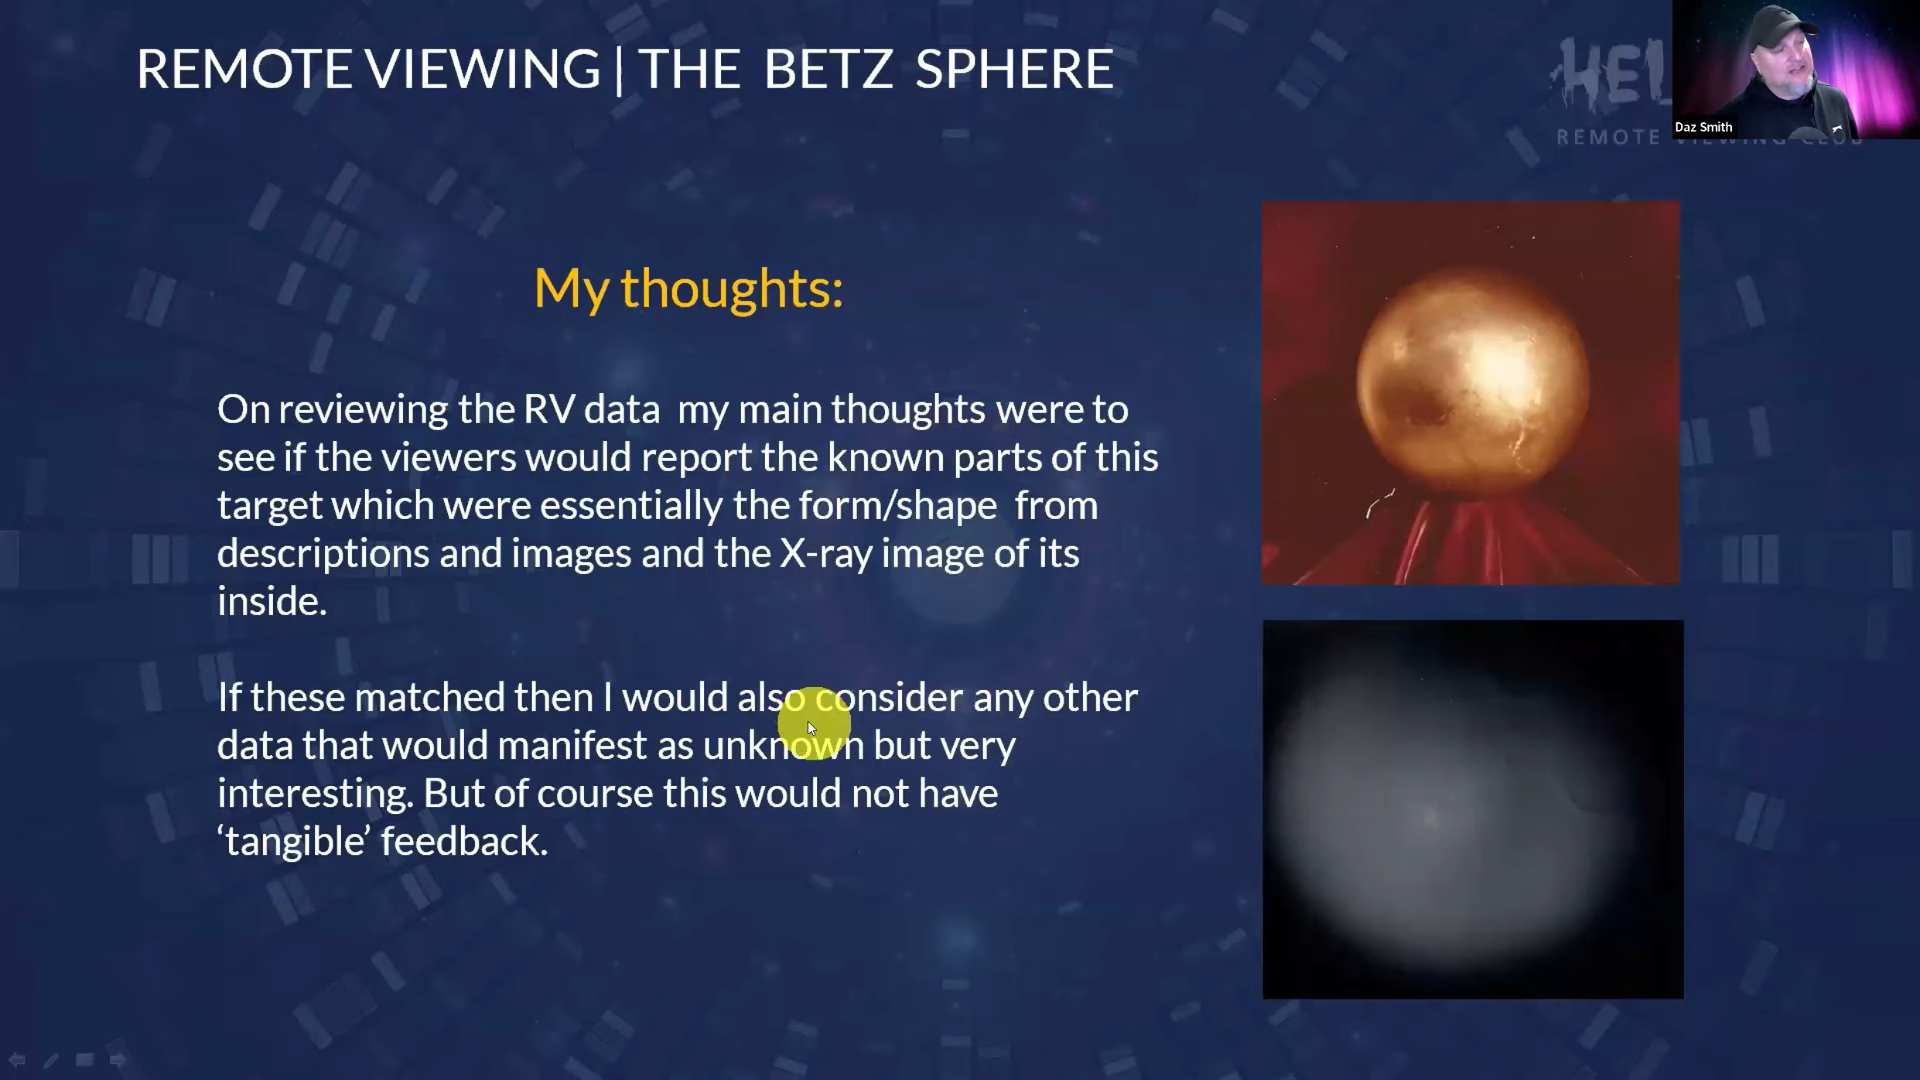 REMOTE VIEWING | THE BETZ SPHERE
HEL
REMOTE VIEWING CLUB
Daz Smith
My thoughts:
On reviewing the RV data my main thoughts were to
see if the viewers would report the known parts of this
target which were essentially the form/shape from
descriptions and images and the X-ray image of its
inside.
If these matched then I would also consider any other
data that would manifest as unknown but very
interesting. But of course this would not have
‘tangible’ feedback.